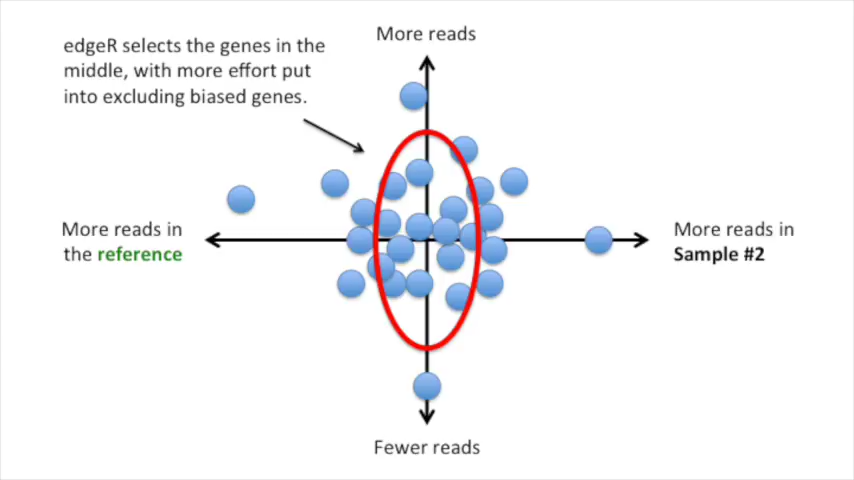 edgeR selects the genes in the
middle, with more effort put
into excluding biased genes.
More reads
More reads in
the reference
More reads in
Sample #2
Fewer reads